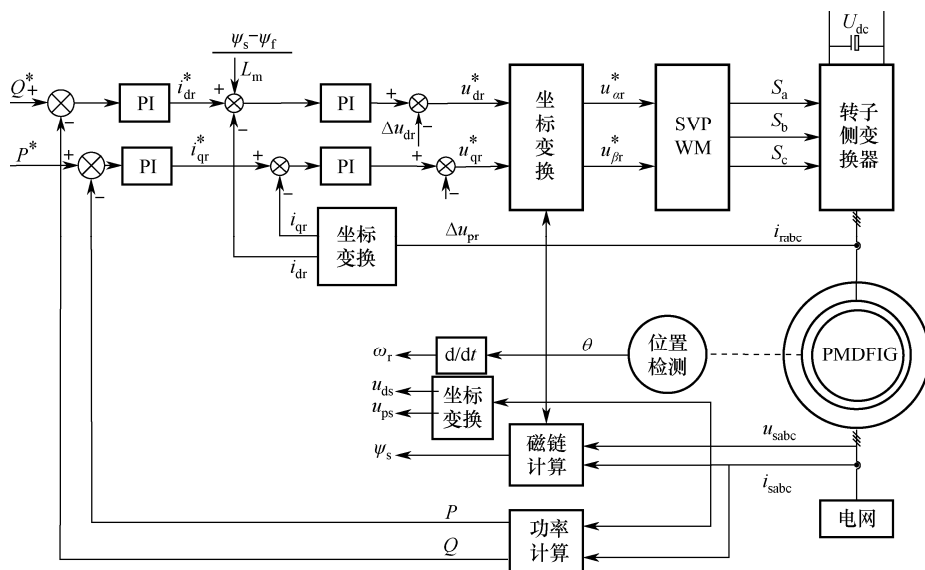 U_dc
ψ_s−ψ_f
L_m
Q* + −
PI
i*_dr
+ −
PI
+ −
Δu_dr
u*_dr
坐标变换
u*_αr
SVPWM
S_a
S_b
S_c
转子侧变换器
P* + −
PI
i*_qr
+ −
PI
+ −
u*_qr
u*_βr
i_qr
i_dr
坐标变换
Δu_pr
i_rabc
ω_r
d/dt
θ
位置检测
PMDFIG
u_ds
u_ps
坐标变换
ψ_s
磁链计算
u_sabc
i_sabc
P
Q
功率计算
电网